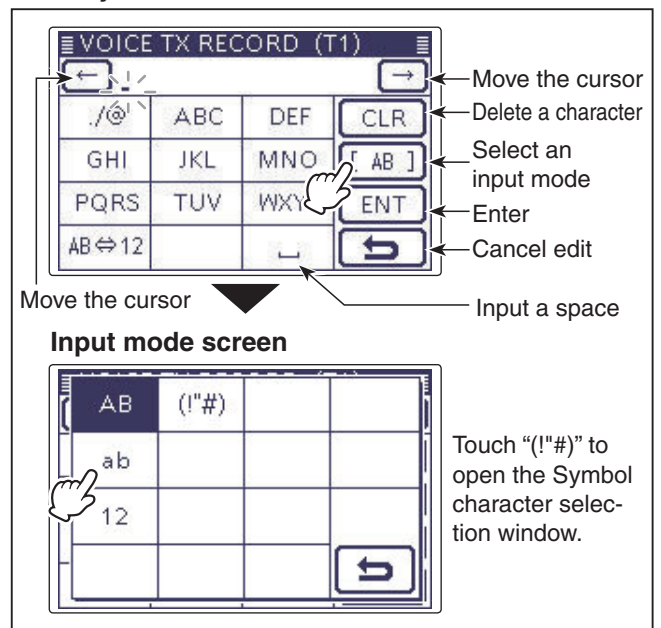 VOICE TX RECORD (T1)
← →
Move the cursor
./@ ABC DEF CLR
Delete a character
GHI JKL MNO [ AB ]
Select an
input mode
PQRS TUV WXY ENT
Enter
AB⇔12 ␣
Cancel edit
Move the cursor
Input a space
Input mode screen
AB (!"#)
ab
12
Touch “(!"#)” to
open the Symbol
character selec-
tion window.